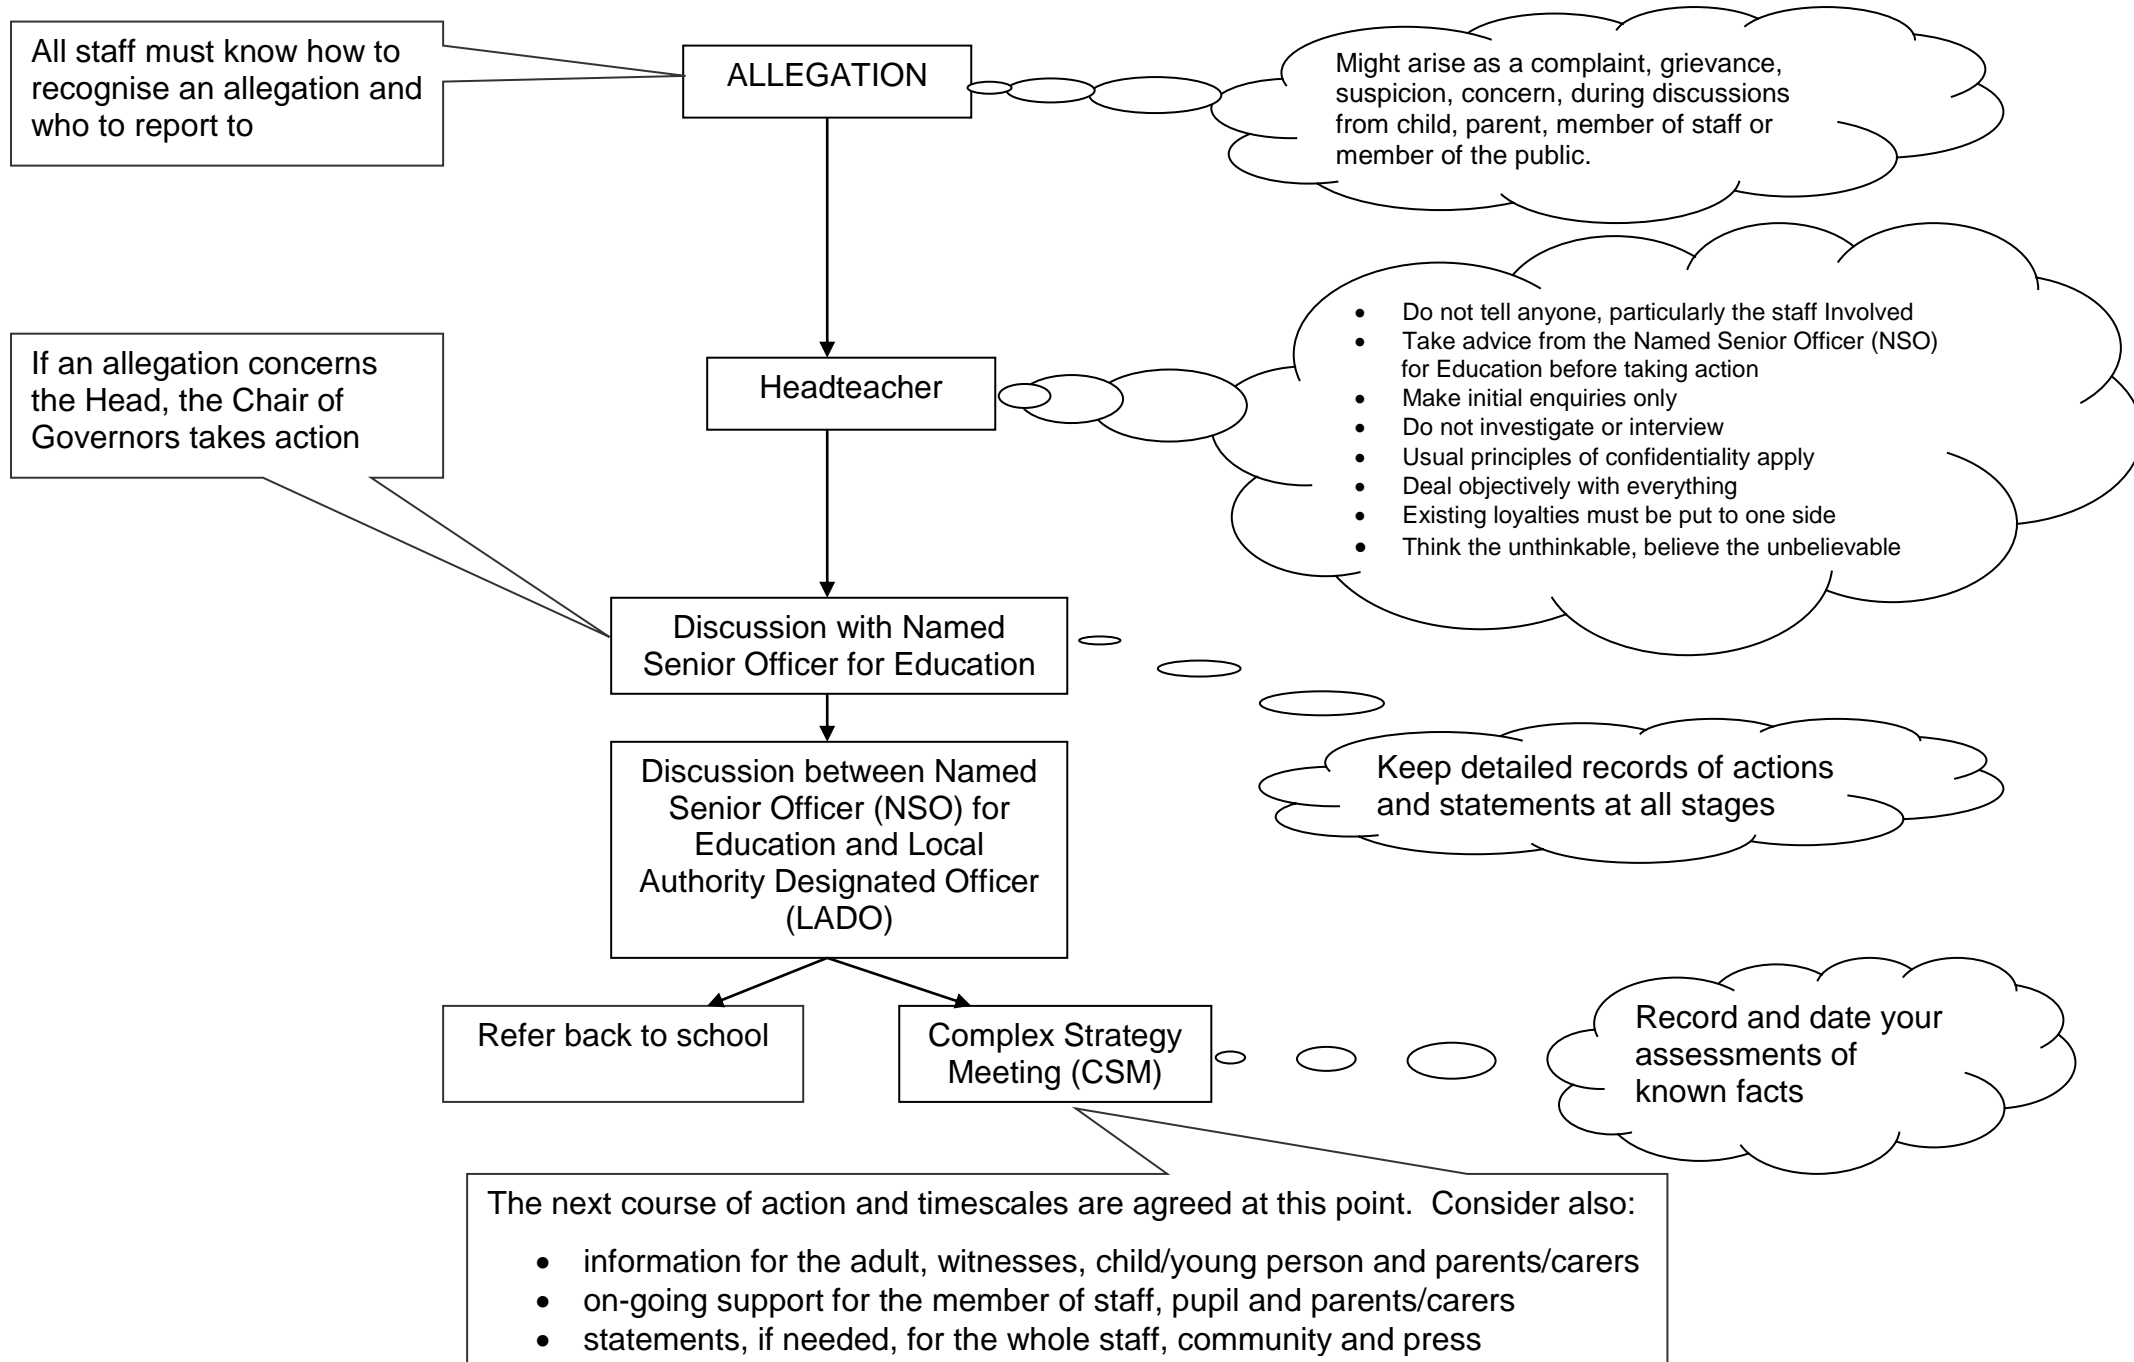 All staff must know how to
recognise an allegation and
who to report to
ALLEGATION
Might arise as a complaint, grievance,
suspicion, concern, during discussions
from child, parent, member of staff or
member of the public.
If an allegation concerns
the Head, the Chair of
Governors takes action
Headteacher
• Do not tell anyone, particularly the staff Involved
• Take advice from the Named Senior Officer (NSO)
for Education before taking action
• Make initial enquiries only
• Do not investigate or interview
• Usual principles of confidentiality apply
• Deal objectively with everything
• Existing loyalties must be put to one side
• Think the unthinkable, believe the unbelievable
Discussion with Named
Senior Officer for Education
Discussion between Named
Senior Officer (NSO) for
Education and Local
Authority Designated Officer
(LADO)
Keep detailed records of actions
and statements at all stages
Refer back to school
Complex Strategy
Meeting (CSM)
Record and date your
assessments of
known facts
The next course of action and timescales are agreed at this point.  Consider also:
• information for the adult, witnesses, child/young person and parents/carers
• on-going support for the member of staff, pupil and parents/carers
• statements, if needed, for the whole staff, community and press